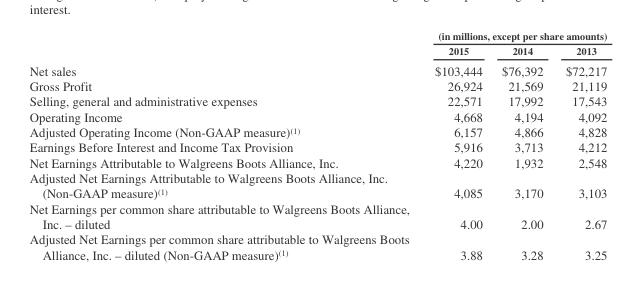 interest.
(in millions, except per share amounts)
2015 2014 2013
Net sales $103,444 $76,392 $72,217
Gross Profit 26,924 21,569 21,119
Selling, general and administrative expenses 22,571 17,992 17,543
Operating Income 4,668 4,194 4,092
Adjusted Operating Income (Non-GAAP measure)(1) 6,157 4,866 4,828
Earnings Before Interest and Income Tax Provision 5,916 3,713 4,212
Net Earnings Attributable to Walgreens Boots Alliance, Inc. 4,220 1,932 2,548
Adjusted Net Earnings Attributable to Walgreens Boots Alliance, Inc.
(Non-GAAP measure)(1) 4,085 3,170 3,103
Net Earnings per common share attributable to Walgreens Boots Alliance,
Inc. – diluted 4.00 2.00 2.67
Adjusted Net Earnings per common share attributable to Walgreens Boots
Alliance, Inc. – diluted (Non-GAAP measure)(1) 3.88 3.28 3.25